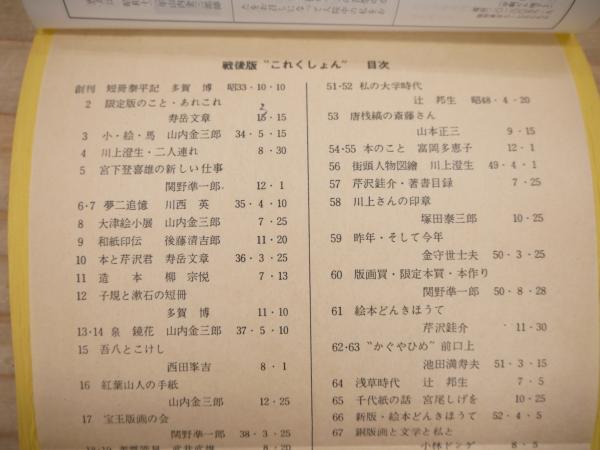 戦後版 "これくしょん" 目次
創刊 短冊泰平記 多賀 博 昭33・10・10
2 限定版のこと・あれこれ
寿岳文章 15・15
3 小・絵・馬 山内金三郎 34・5・15
4 川上澄生・二人連れ 8・30
5 宮下登喜雄の新しい仕事
関野凖一郎 12・1
6・7 夢二追憶 川西 英 35・4・10
8 大津絵小展 山内金三郎 7・25
9 和紙印伝 後藤清吉郎 11・20
10 本と芹沢君 寿岳文章 36・3・25
11 造 本 柳 宗悦 7・13
12 子規と漱石の短冊
多賀 博 11・10
13・14 泉 鏡花 山内金三郎 37・5・10
15 吾八とこけし
西田峯吉 8・1
16 紅葉山人の手紙
山内金三郎 12・25
17 宝玉版画の会
関野凖一郎 38・3・25
51・52 私の大学時代
辻 邦生 昭48・4・20
53 唐桟縞の斎藤さん
山本正三 9・15
54・55 本のこと 富岡多恵子 12・1
56 街頭人物図繪 川上澄生 49・4・1
57 芹沢銈介・著書目録 7・25
58 川上さんの印章
塚田泰三郎 10・25
59 昨年・そして今年
金守世士夫 50・3・25
60 版画買・限定本買・本作り
関野凖一郎 50・8・28
61 絵本どんきほうて
芹沢銈介 11・30
62・63 "かぐやひめ" 前口上
池田満寿夫 51・3・15
64 浅草時代 辻 邦生 7・5
65 千代紙の話 宮尾しげを 10・25
66 新版・絵本どんきほうて 52・4・5
67 銅版画と文学と私と
8・5